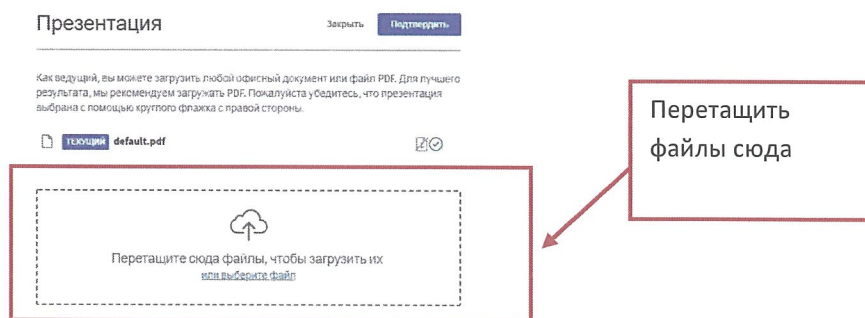 Презентация
Закрыть
Подтвердить
Как ведущий, вы можете загрузить любой офисный документ или файл PDF. Для лучшего
результата, мы рекомендуем загружать PDF. Пожалуйста убедитесь, что презентация
выбрана с помощью круглого флажка с правой стороны.
ТЕКУЩИЙ default.pdf
Перетащите сюда файлы, чтобы загрузить их
или выберите файл
Перетащить
файлы сюда